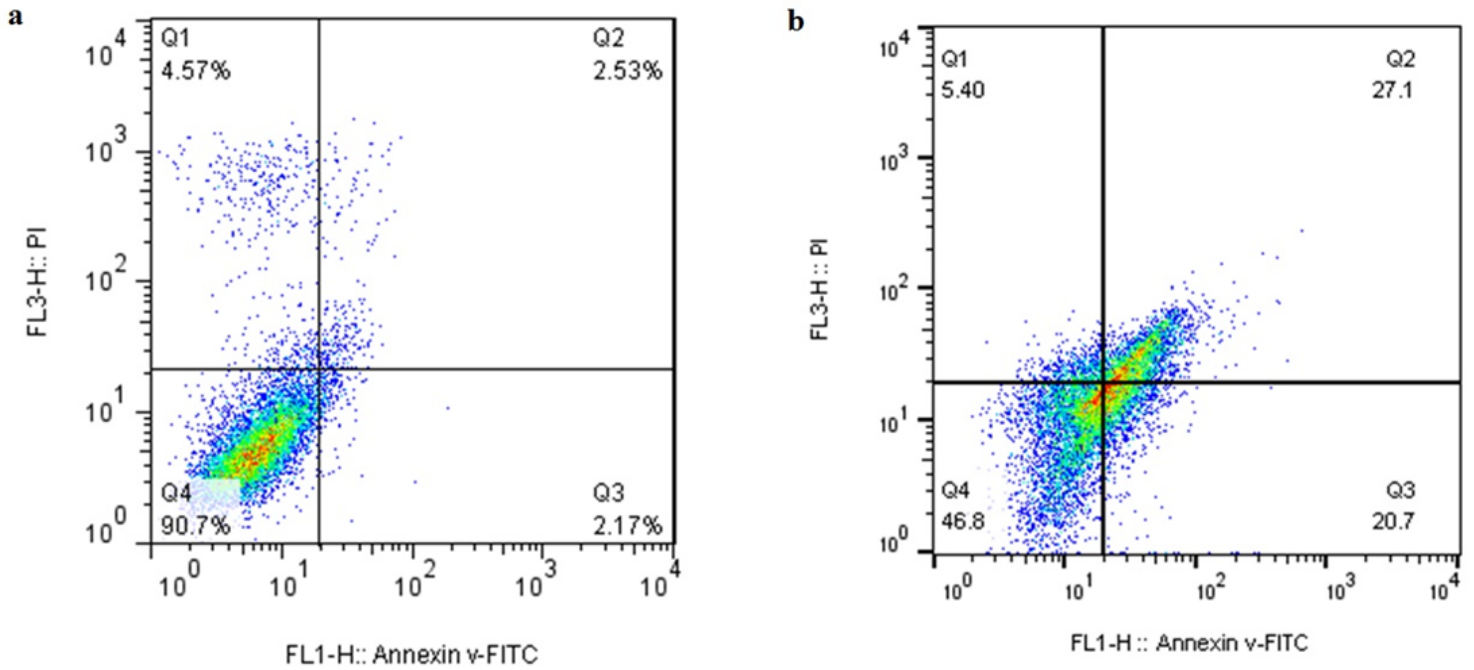 a
Q1
4.57%
Q2
2.53%
10^4
10^3
10^2
10^1
10^0
FL3-H:: PI
Q4
90.7%
Q3
2.17%
10^0 10^1 10^2 10^3 10^4
FL1-H:: Annexin v-FITC
b
Q1
5.40
Q2
27.1
10^4
10^3
10^2
10^1
10^0
FL3-H :: PI
Q4
46.8
Q3
20.7
10^0 10^1 10^2 10^3 10^4
FL1-H :: Annexin v-FITC